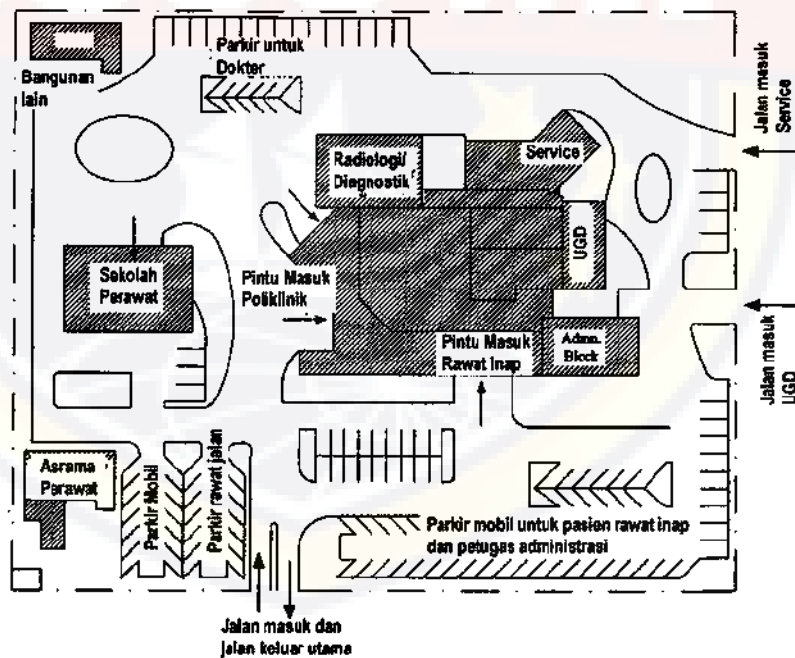 Parkir untuk
Dokter
Bangunan
lain
Jalan masuk
Service
Radiologi/
Diagnostik
Service
UGD
Sekolah
Perawat
Pintu Masuk
Poliklinik
Pintu Masuk
Rawat Inap
Admn.
Block
Jalan masuk
UGD
Asrama
Perawat
Parkir Mobil
Parkir rawat jalan
Parkir mobil untuk pasien rawat inap
dan petugas administrasi
Jalan masuk dan
jalan keluar utama